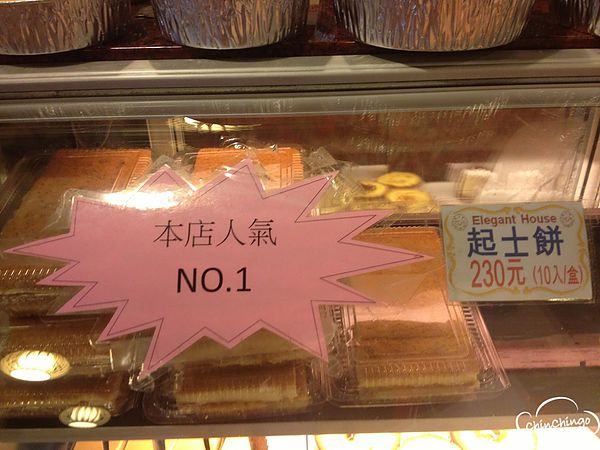 本店人氣
NO.1
Elegant House
起士餅
230元 (10入/盒)
chinchingo